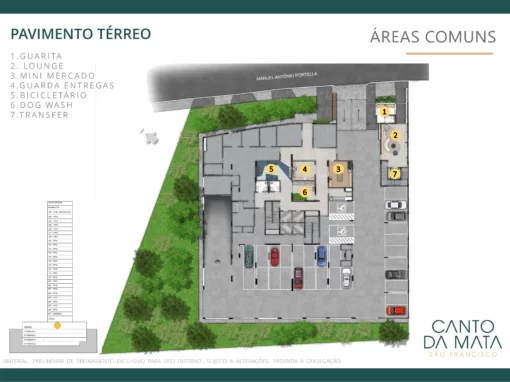 PAVIMENTO TÉRREO
ÁREAS COMUNS
1.GUARITA
2. LOUNGE
3.MINI MERCADO
4.GUARDA ENTREGAS
5.BICICLETÁRIO
6.DOG WASH
7.TRANSFER
MANUEL ANTÔNIO PORTELLA
1
2
7
5
4
3
6
CANTO
DA MATA
SÃO FRANCISCO
MATERIAL PRELIMINAR DE TREINAMENTO, EXCLUSIVO PARA USO INTERNO, SUJEITO A ALTERAÇÕES. PROIBIDA A DIVULGAÇÃO.